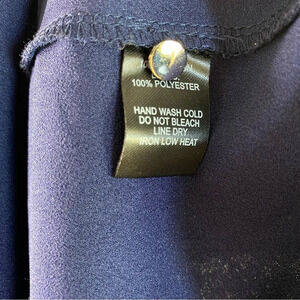 100% POLYESTER
HAND WASH COLD
DO NOT BLEACH
LINE DRY
IRON LOW HEAT